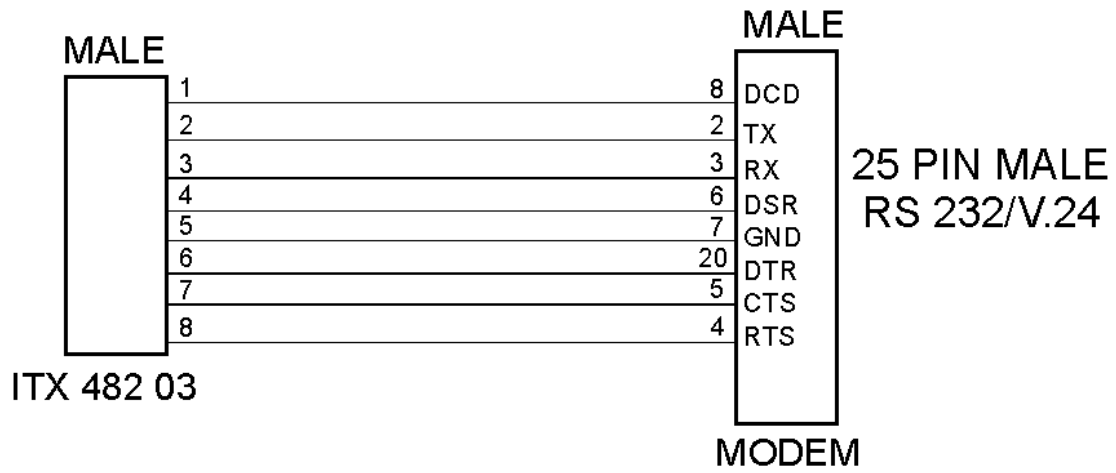 MALE
MALE
1 8 DCD
2 2 TX
3 3 RX
4 6 DSR
5 7 GND
6 20 DTR
7 5 CTS
8 4 RTS
25 PIN MALE
RS 232/V.24
ITX 482 03
MODEM